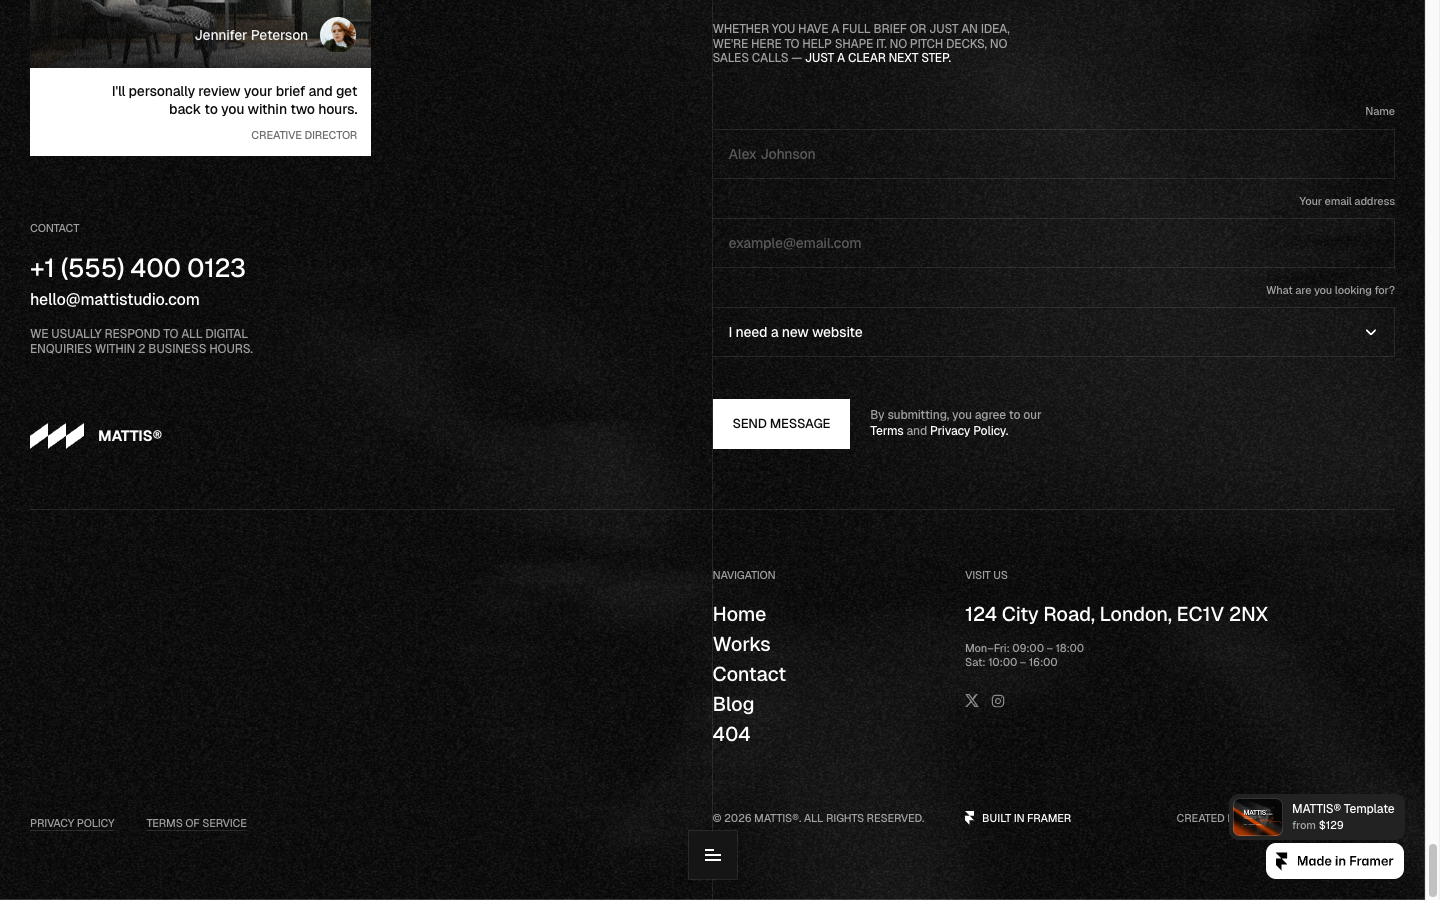 Jennifer Peterson
I'll personally review your brief and get
back to you within two hours.
CREATIVE DIRECTOR
CONTACT
+1 (555) 400 0123
hello@mattistudio.com
WE USUALLY RESPOND TO ALL DIGITAL
ENQUIRIES WITHIN 2 BUSINESS HOURS.
MATTIS®
WHETHER YOU HAVE A FULL BRIEF OR JUST AN IDEA,
WE'RE HERE TO HELP SHAPE IT. NO PITCH DECKS, NO
SALES CALLS — JUST A CLEAR NEXT STEP.
Name
Alex Johnson
Your email address
example@email.com
What are you looking for?
I need a new website
SEND MESSAGE
By submitting, you agree to our
Terms and Privacy Policy.
NAVIGATION
Home
Works
Contact
Blog
404
VISIT US
124 City Road, London, EC1V 2NX
Mon–Fri: 09:00 – 18:00
Sat: 10:00 – 16:00
PRIVACY POLICY
TERMS OF SERVICE
© 2026 MATTIS®. ALL RIGHTS RESERVED.
BUILT IN FRAMER
CREATED
MATTIS® Template
from $129
Made in Framer